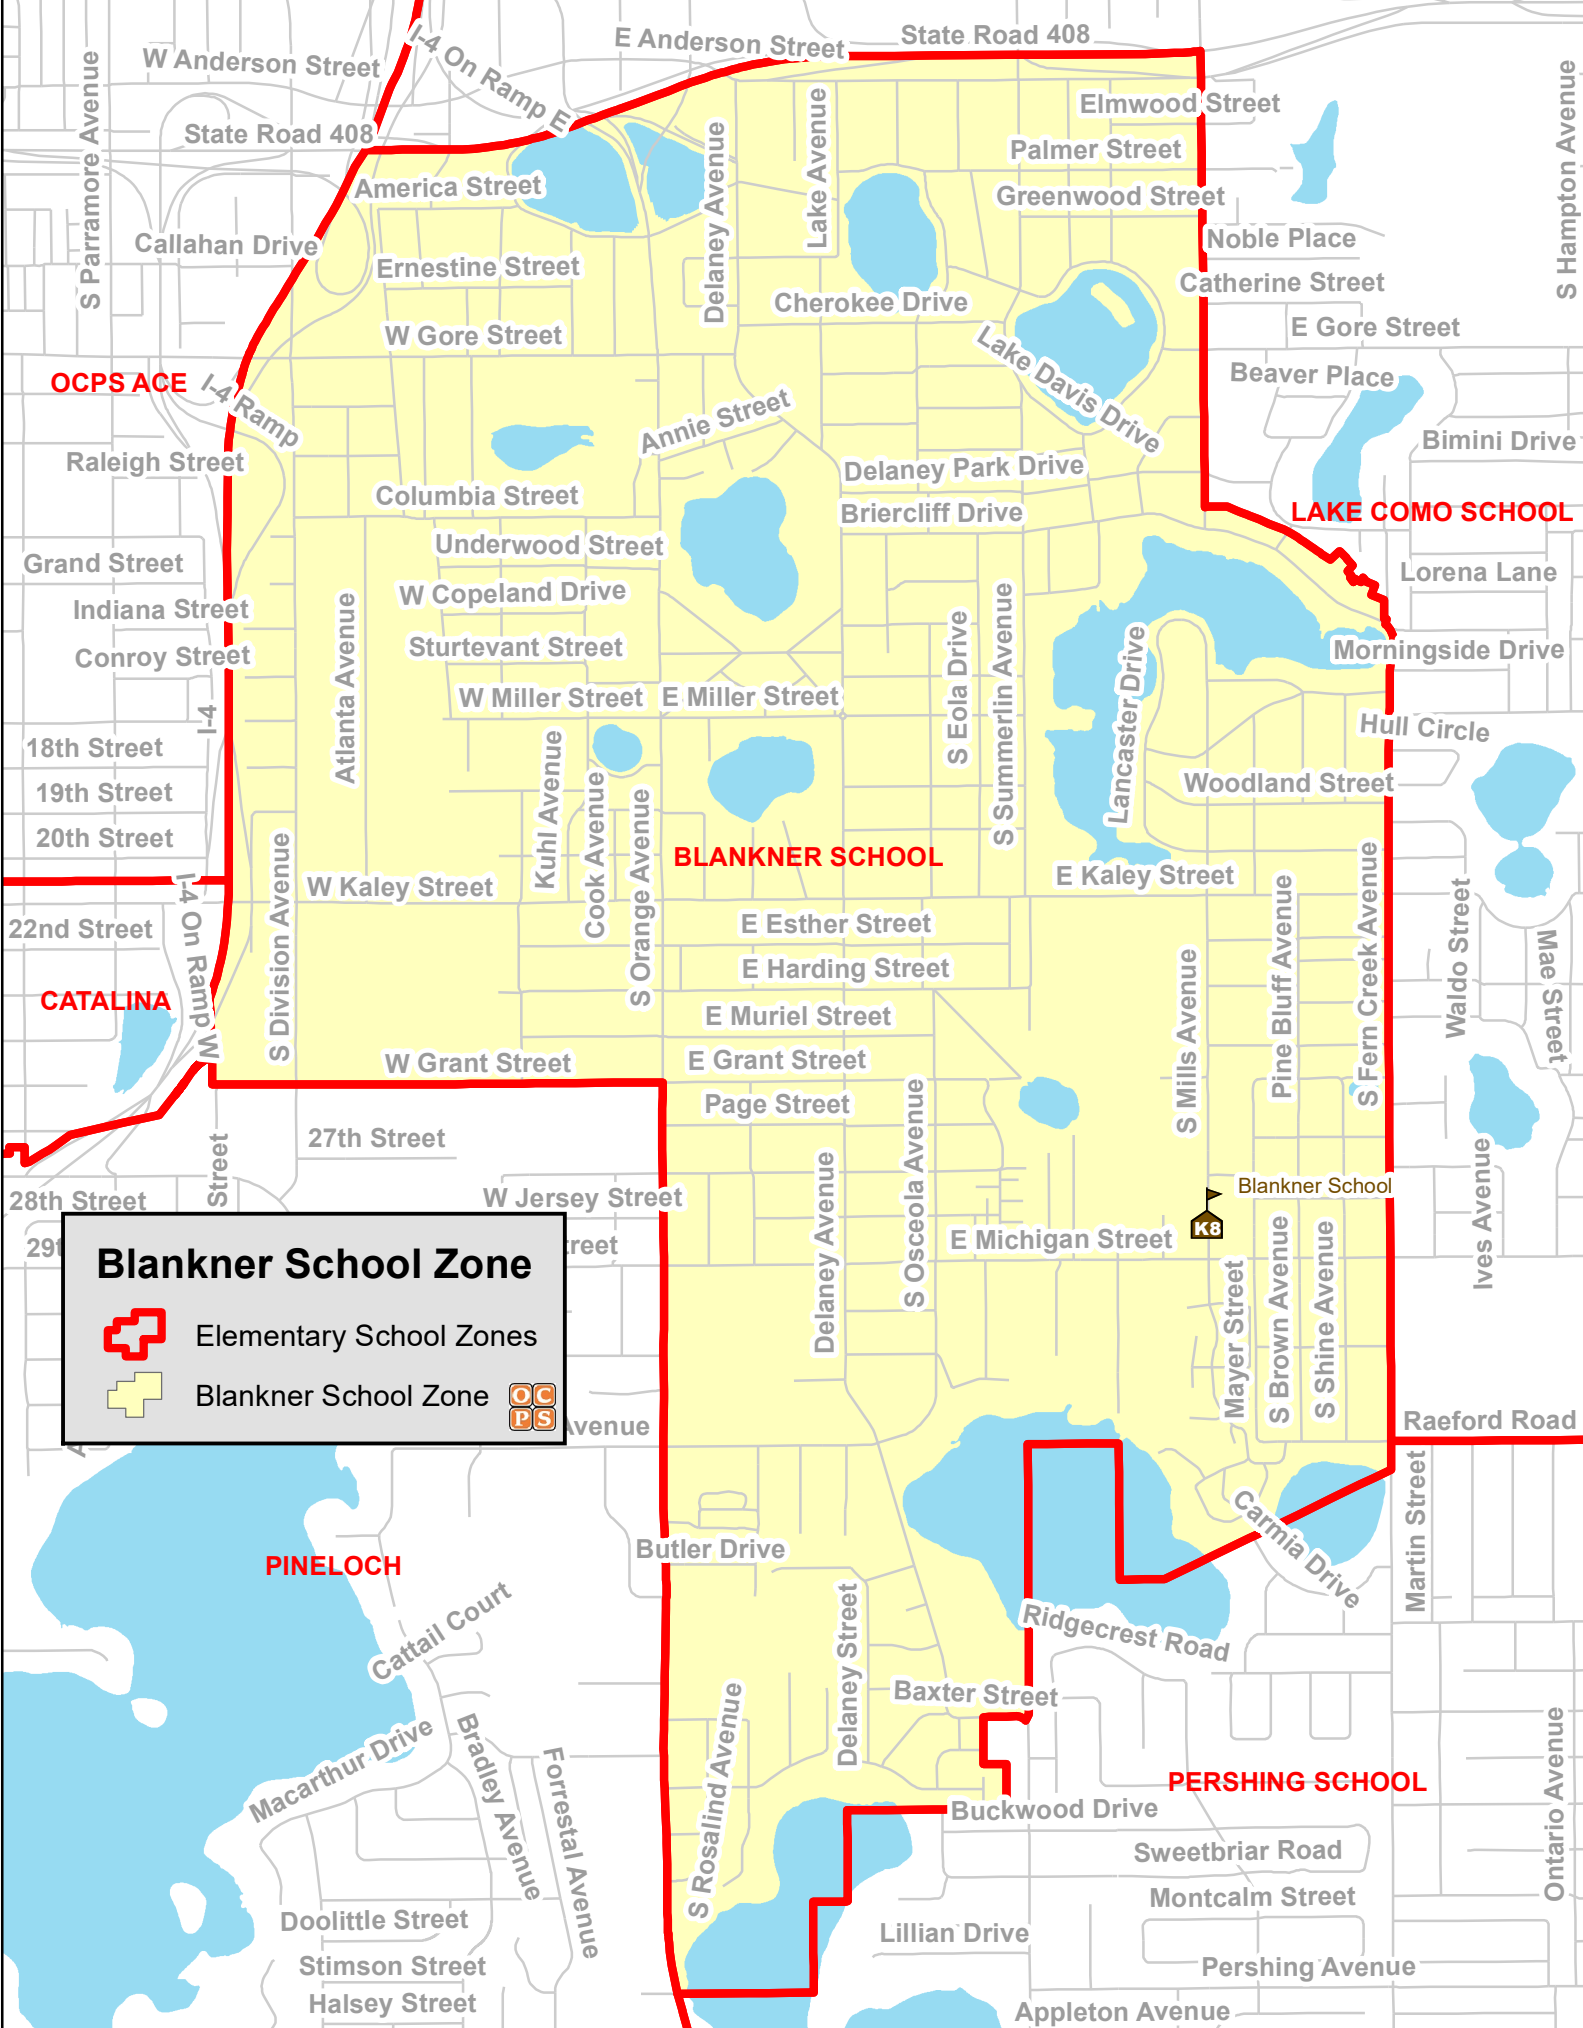 E Anderson Street
State Road 408
I-4 On Ramp E
W Anderson Street
S Parramore Avenue
S Hampton Avenue
Elmwood Street
State Road 408
Palmer Street
America Street
Delaney Avenue
Lake Avenue
Greenwood Street
Callahan Drive
Noble Place
Ernestine Street
Catherine Street
Cherokee Drive
W Gore Street
E Gore Street
Lake Davis Drive
Beaver Place
OCPS ACE
I-4 Ramp
Annie Street
Bimini Drive
Raleigh Street
Delaney Park Drive
Columbia Street
Briercliff Drive
LAKE COMO SCHOOL
Underwood Street
Grand Street
Lorena Lane
W Copeland Drive
Indiana Street
Atlanta Avenue
S Eola Drive
S Summerlin Avenue
Lancaster Drive
Sturtevant Street
Conroy Street
Morningside Drive
W Miller Street
E Miller Street
I-4
Hull Circle
18th Street
Kuhl Avenue
Cook Avenue
S Orange Avenue
Woodland Street
19th Street
20th Street
BLANKNER SCHOOL
W Kaley Street
E Kaley Street
I-4 On Ramp W
S Division Avenue
22nd Street
E Esther Street
S Mills Avenue
Pine Bluff Avenue
S Fern Creek Avenue
Waldo Street
Mae Street
E Harding Street
CATALINA
E Muriel Street
W Grant Street
E Grant Street
Page Street
27th Street
Street
Delaney Avenue
S Osceola Avenue
28th Street
W Jersey Street
Blankner School
K8
Ives Avenue
E Michigan Street
Mayer Street
S Brown Avenue
S Shine Avenue
Blankner School Zone
Elementary School Zones
Blankner School Zone
OC
PS
Avenue
Raeford Road
Martin Street
Carmia Drive
Butler Drive
PINELOCH
Cattail Court
Delaney Street
Ridgecrest Road
Baxter Street
S Rosalind Avenue
Macarthur Drive
Bradley Avenue
Forrestal Avenue
PERSHING SCHOOL
Buckwood Drive
Ontario Avenue
Sweetbriar Road
Montcalm Street
Doolittle Street
Lillian Drive
Stimson Street
Pershing Avenue
Halsey Street
Appleton Avenue